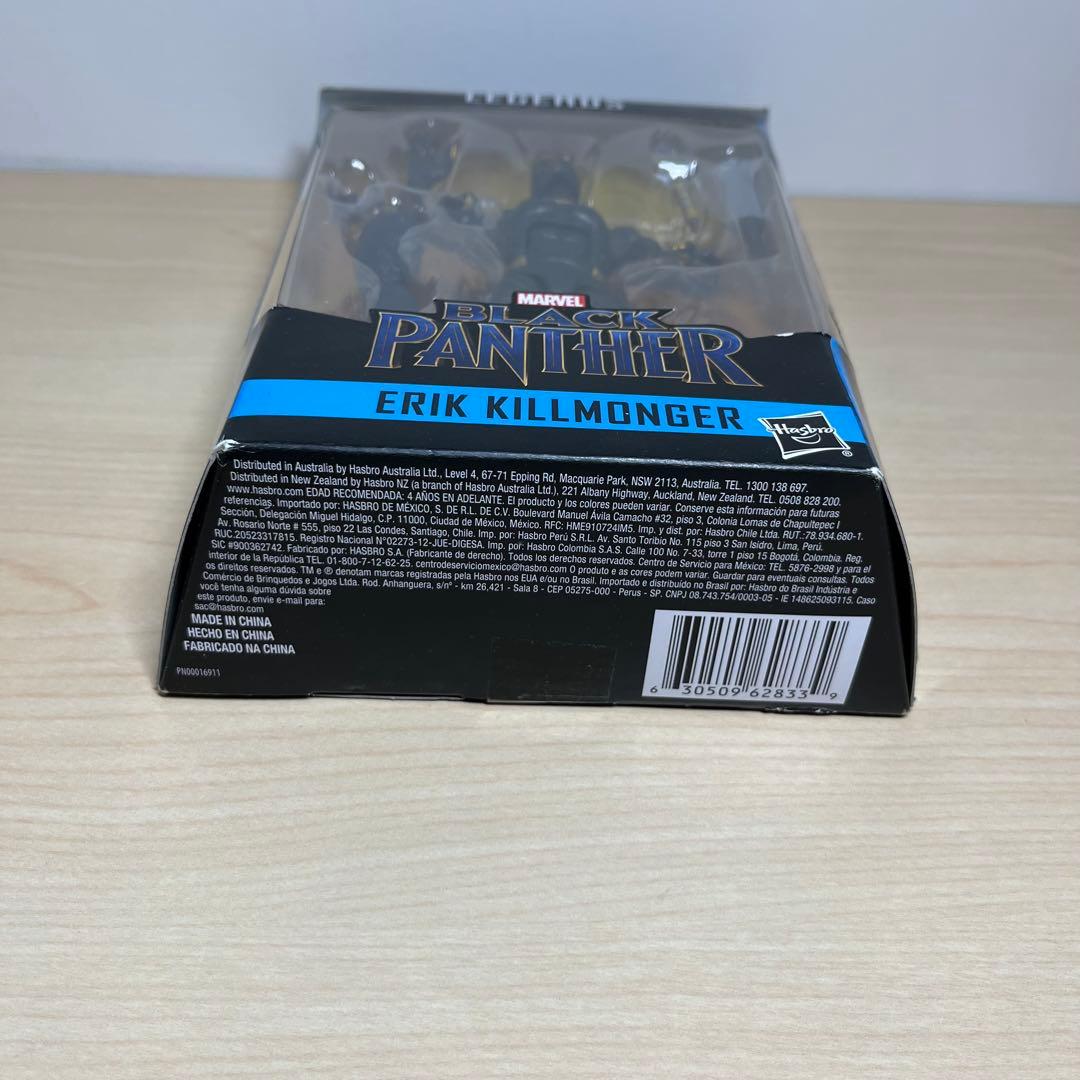 LEGENDS
MARVEL
BLACK
PANTHER
ERIK KILLMONGER
Hasbro
®
Distributed in Australia by Hasbro Australia Ltd., Level 4, 67-71 Epping Rd, Macquarie Park, NSW 2113, Australia. TEL. 1300 138 697.
Distributed in New Zealand by Hasbro NZ (a branch of Hasbro Australia Ltd.), 221 Albany Highway, Auckland, New Zealand. TEL. 0508 828 200.
www.hasbro.com EDAD RECOMENDADA: 4 AÑOS EN ADELANTE. El producto y los colores pueden variar. Conserve esta información para futuras
referencias. Importado por: HASBRO DE MÉXICO, S. DE R.L. DE C.V. Boulevard Manuel Ávila Camacho #32, piso 3, Colonia Lomas de Chapultepec I
Sección, Delegación Miguel Hidalgo, C.P. 11000, Ciudad de México, México. RFC: HME910724IM5. Imp. y dist. por: Hasbro Chile Ltda. RUT.:78.934.680-1.
Av. Rosario Norte # 555, piso 22 Las Condes, Santiago, Chile. Imp. por: Hasbro Perú S.R.L. Av. Santo Toribio No. 115 piso 3 San Isidro, Lima, Perú.
RUC.20523317815. Registro Nacional N°02273-12-JUE-DIGESA. Imp. por: Hasbro Colombia S.A.S. Calle 100 No. 7-33, torre 1 piso 15 Bogotá, Colombia. Reg.
SIC #900362742. Fabricado por: HASBRO S.A. (Fabricante de derecho). Todos los derechos reservados. Centro de Servicio para México: TEL. 5876-2998 y para el
interior de la República TEL. 01-800-7-12-62-25. centrodeserviciomexico@hasbro.com O produto e as cores podem variar. Guardar para eventuais consultas. Todos
os direitos reservados. TM e ® denotam marcas registradas pela Hasbro nos EUA e/ou no Brasil. Importado e distribuído no Brasil por: Hasbro do Brasil Indústria e
Comércio de Brinquedos e Jogos Ltda. Rod. Anhanguera, s/nº - km 26,421 - Sala 8 - CEP 05275-000 - Perus - SP. CNPJ 08.743.754/0003-05 - IE 148625093115. Caso
você tenha alguma dúvida sobre
este produto, envie e-mail para:
sac@hasbro.com
MADE IN CHINA
HECHO EN CHINA
FABRICADO NA CHINA
PN00016911
6 30509 62833 9